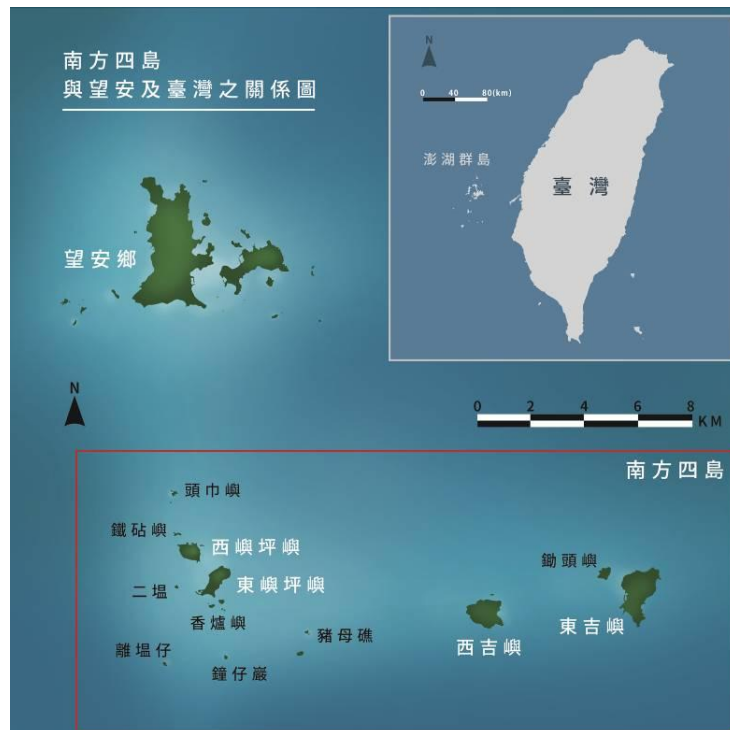 南方四島
與望安及臺灣之關係圖
N
0 40 80(km)
澎湖群島
臺灣
望安鄉
N
0 2 4 6 8
KM
南方四島
頭巾嶼
鐵砧嶼
西嶼坪嶼
東嶼坪嶼
二塭
香爐嶼
豬母礁
離塭仔
鐘仔巖
鋤頭嶼
西吉嶼
東吉嶼